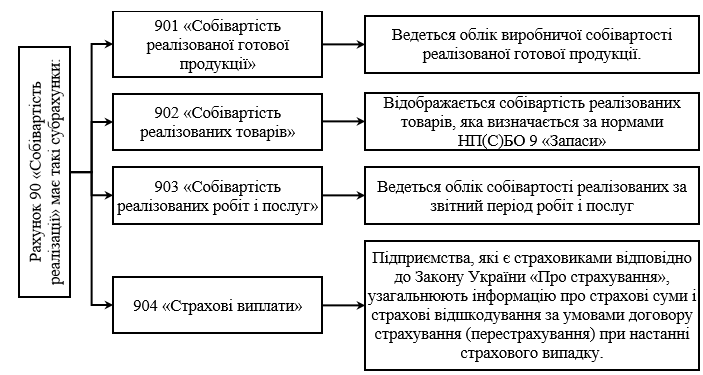 Рахунок 90 «Собівартість
реалізації» має такі субрахунки:
901 «Собівартість
реалізованої готової
продукції»
Ведеться облік виробничої собівартості
реалізованої готової продукції.
902 «Собівартість
реалізованих товарів»
Відображається собівартість реалізованих
товарів, яка визначається за нормами
НП(С)БО 9 «Запаси»
903 «Собівартість
реалізованих робіт і послуг»
Ведеться облік собівартості реалізованих за
звітний період робіт і послуг
904 «Страхові виплати»
Підприємства, які є страховиками відповідно
до Закону України «Про страхування»,
узагальнюють інформацію про страхові суми і
страхові відшкодування за умовами договору
страхування (перестрахування) при настанні
страхового випадку.